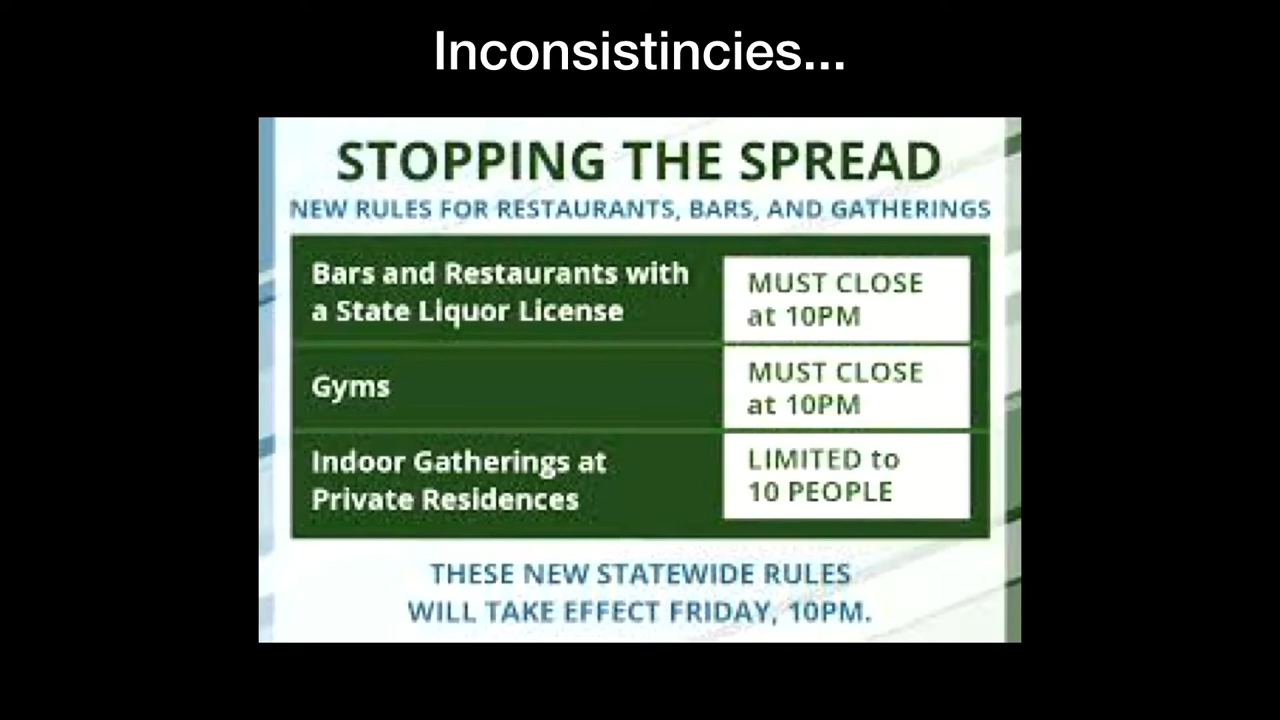 Inconsistincies...
STOPPING THE SPREAD
NEW RULES FOR RESTAURANTS, BARS, AND GATHERINGS
Bars and Restaurants with
a State Liquor License
MUST CLOSE
at 10PM
Gyms
MUST CLOSE
at 10PM
Indoor Gatherings at
Private Residences
LIMITED to
10 PEOPLE
THESE NEW STATEWIDE RULES
WILL TAKE EFFECT FRIDAY, 10PM.